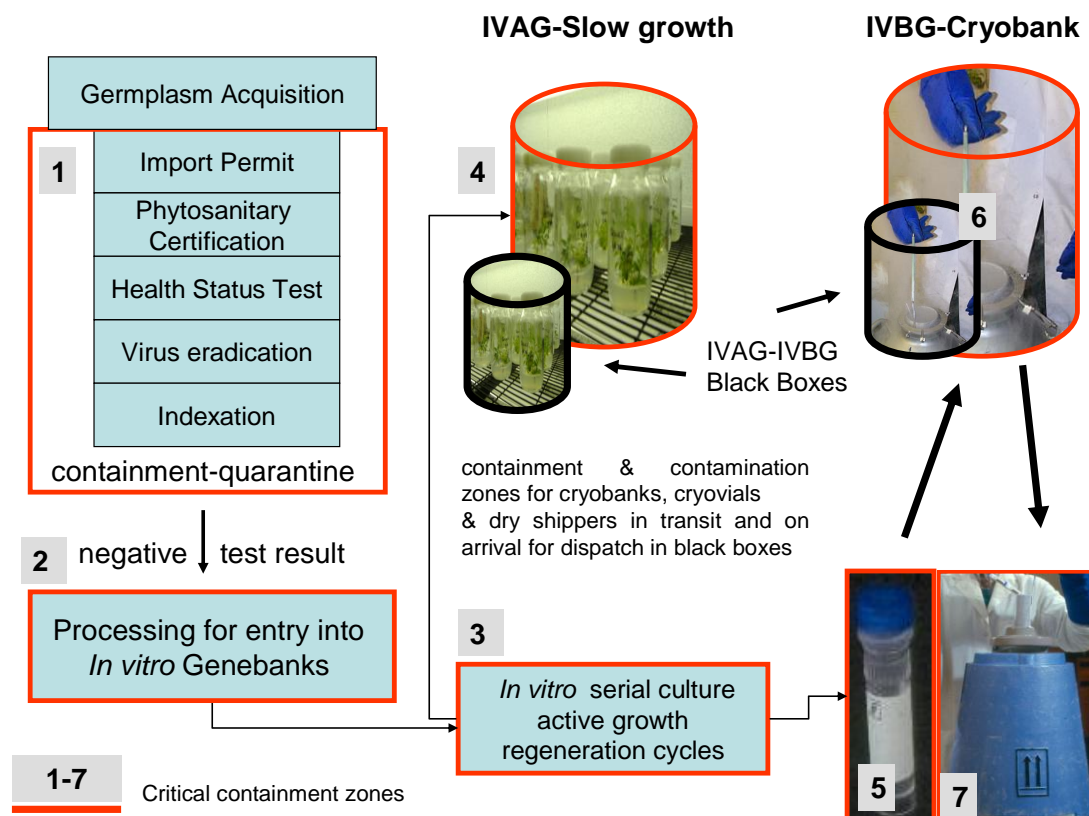 IVAG-Slow growth
IVBG-Cryobank
Germplasm Acquisition
1
Import Permit
Phytosanitary
Certification
Health Status Test
Virus eradication
Indexation
containment-quarantine
2
negative test result
Processing for entry into
In vitro Genebanks
1-7
Critical containment zones
4
6
IVAG-IVBG
Black Boxes
containment & contamination
zones for cryobanks, cryovials
& dry shippers in transit and on
arrival for dispatch in black boxes
3
In vitro serial culture
active growth
regeneration cycles
5
7